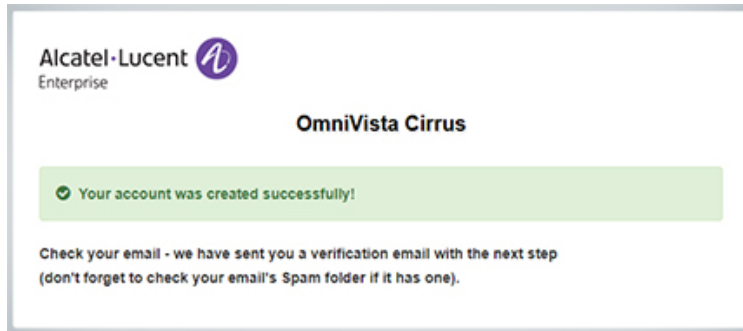 Alcatel·Lucent
Enterprise
OmniVista Cirrus
Your account was created successfully!
Check your email - we have sent you a verification email with the next step
(don't forget to check your email's Spam folder if it has one).